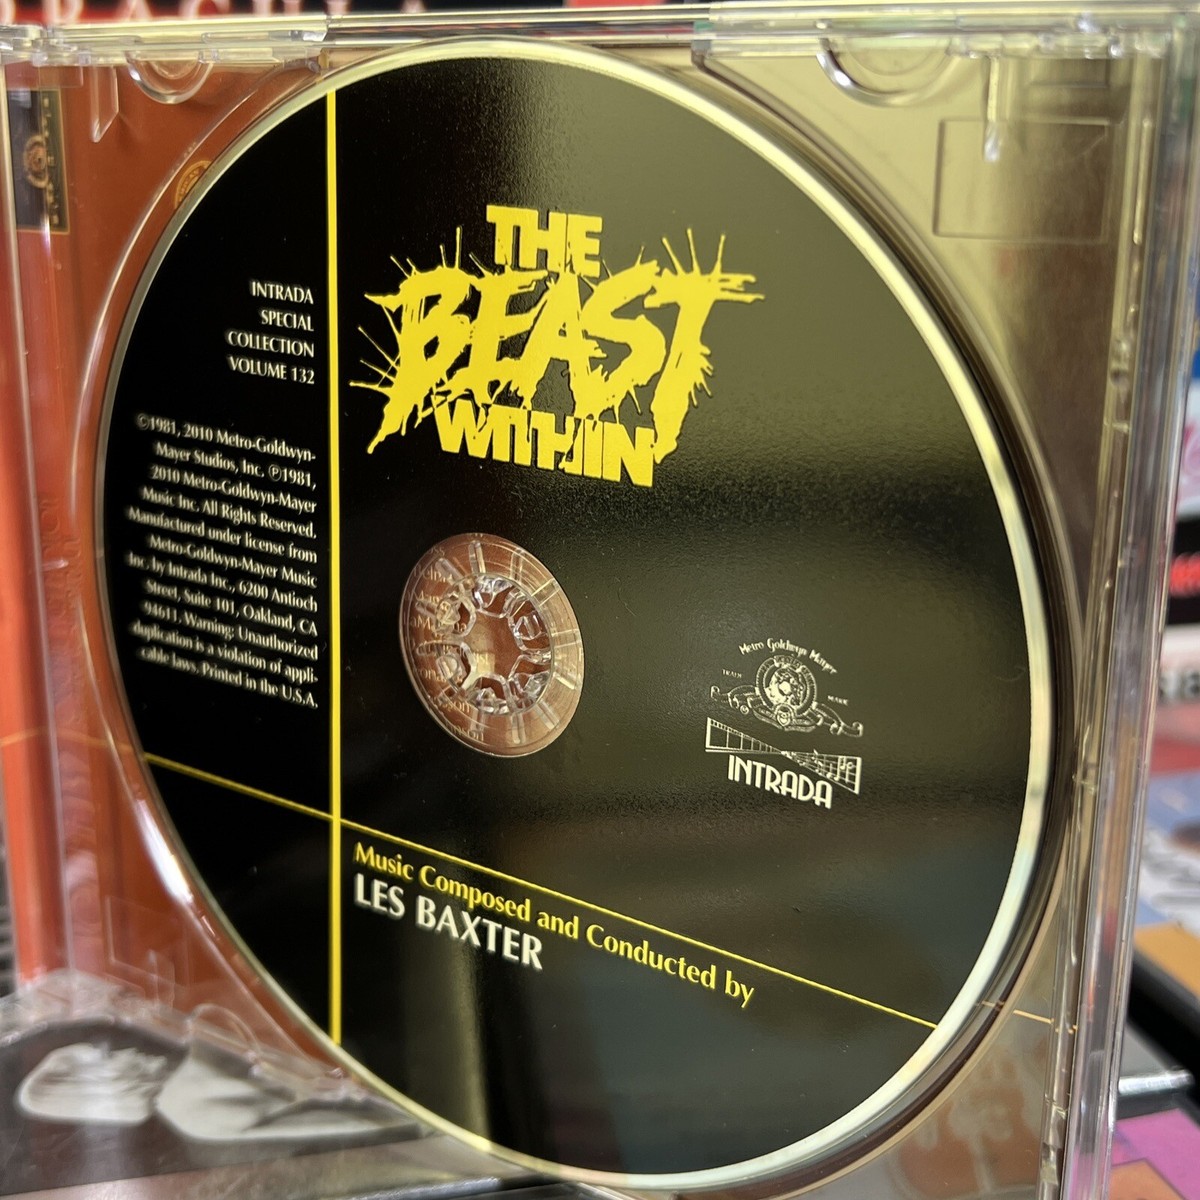 DRACULA
THE
BEAST
WITHIN
INTRADA
SPECIAL
COLLECTION
VOLUME 132
©1981, 2010 Metro-Goldwyn-
Mayer Studios, Inc. ℗1981,
2010 Metro-Goldwyn-Mayer
Music Inc. All Rights Reserved.
Manufactured under license from
Metro-Goldwyn-Mayer Music
Inc. by Intrada Inc., 6200 Antioch
Street, Suite 101, Oakland, CA
94611. Warning: Unauthorized
duplication is a violation of appli-
cable laws. Printed in the U.S.A.
Metro Goldwyn Mayer
TRADE MUSIC
INTRADA
Music Composed and Conducted by
LES BAXTER